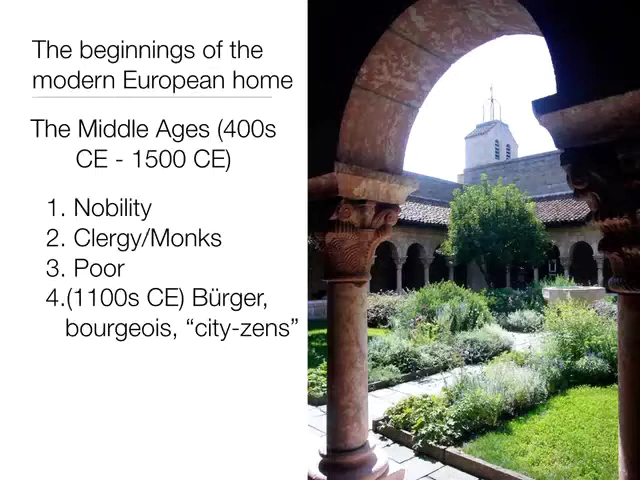 The beginnings of the
modern European home
The Middle Ages (400s
CE - 1500 CE)
1. Nobility
2. Clergy/Monks
3. Poor
4.(1100s CE) Bürger,
bourgeois, “city-zens”